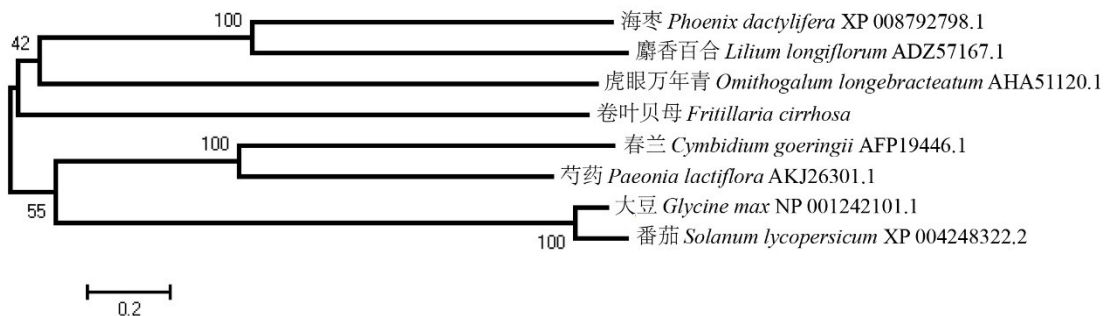 100
海枣 Phoenix dactylifera XP 008792798.1
42
麝香百合 Lilium longiflorum ADZ57167.1
虎眼万年青 Omithogalum longebracteatum AHA51120.1
卷叶贝母 Fritillaria cirrhosa
100
春兰 Cymbidium goeringii AFP19446.1
芍药 Paeonia lactiflora AKJ26301.1
55
大豆 Glycine max NP 001242101.1
100
番茄 Solanum lycopersicum XP 004248322.2
0.2